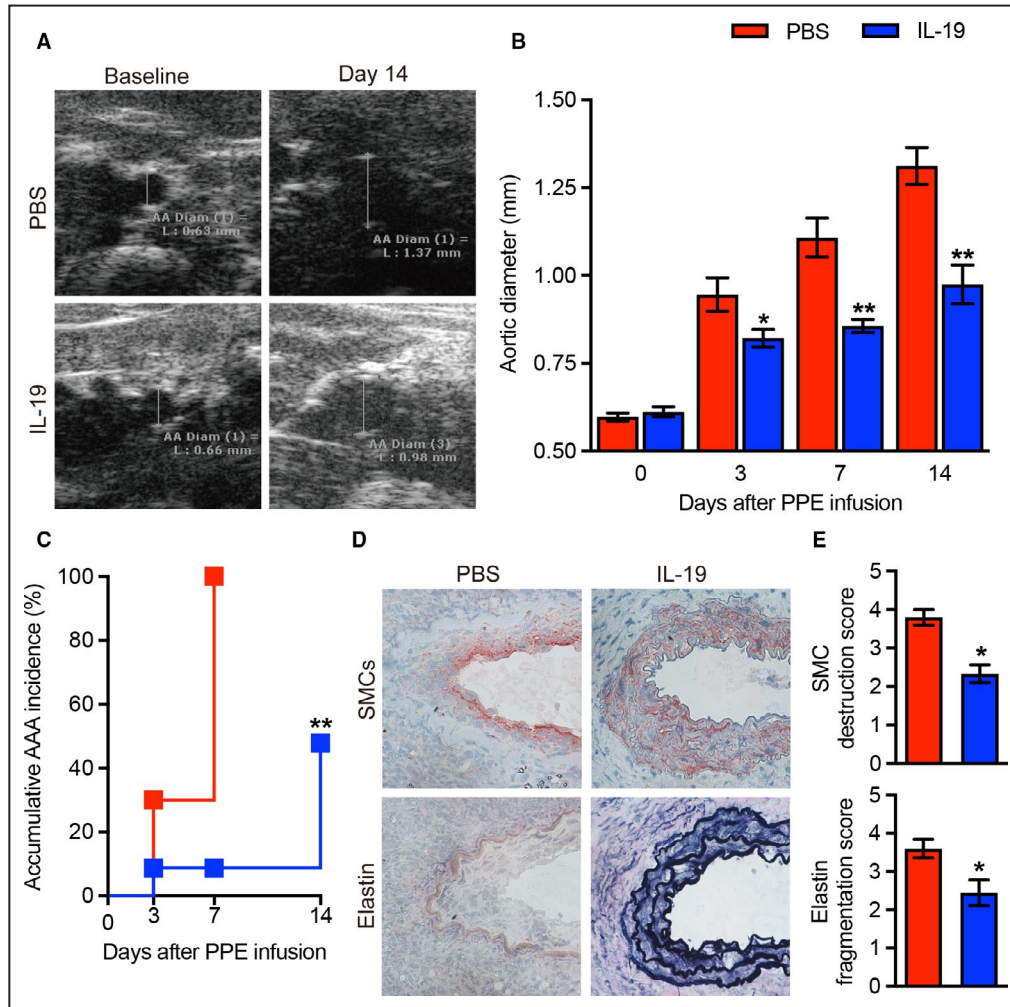 A
Baseline
Day 14
PBS
AA Diam (1) =
L : 0.63 mm
AA Diam (1) =
L : 1.37 mm
IL-19
AA Diam (1) =
L : 0.66 mm
AA Diam (3) =
L : 0.98 mm
B
PBS
IL-19
Aortic diameter (mm)
1.50
1.25
1.00
0.75
0.50
*
**
**
0
3
7
14
Days after PPE infusion
C
Accumulative AAA incidence (%)
100
80
60
40
20
0
**
0
3
7
14
Days after PPE infusion
D
PBS
IL-19
SMCs
Elastin
E
SMC
destruction score
5
4
3
2
1
0
*
Elastin
fragmentation score
5
4
3
2
1
0
*